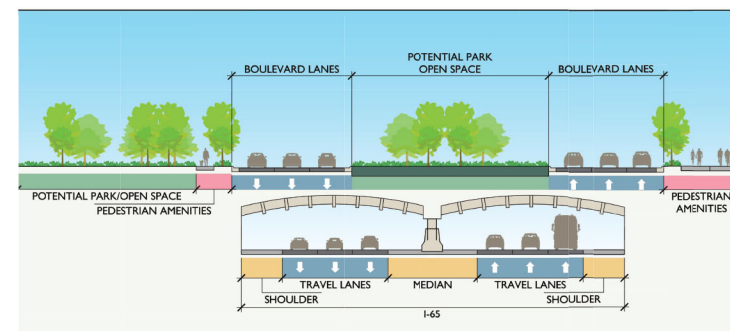 POTENTIAL PARK
OPEN SPACE
BOULEVARD LANES
BOULEVARD LANES
POTENTIAL PARK/OPEN SPACE
PEDESTRIAN AMENITIES
PEDESTRIAN
AMENITIES
TRAVEL LANES
MEDIAN
TRAVEL LANES
SHOULDER
SHOULDER
I-65